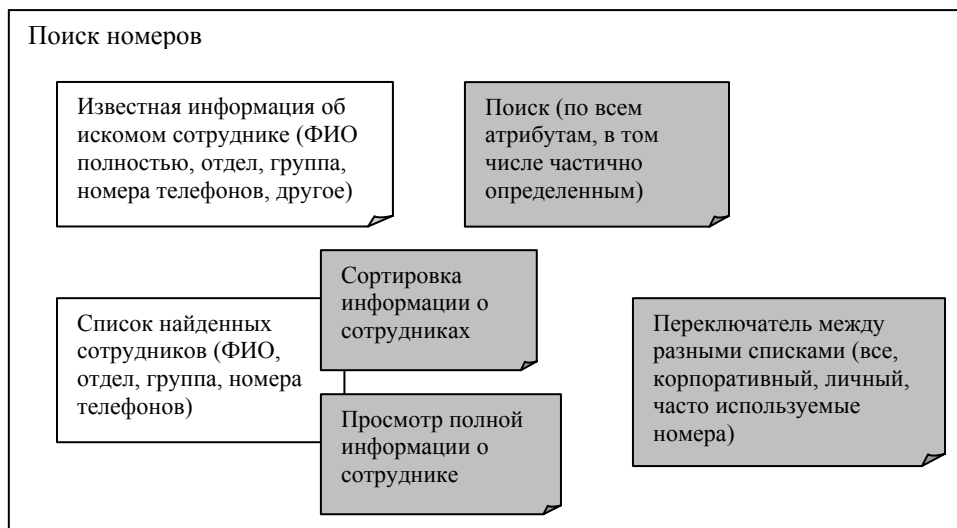 Поиск номеров
Известная информация об
искомом сотруднике (ФИО
полностью, отдел, группа,
номера телефонов, другое)
Поиск (по всем
атрибутам, в том
числе частично
определенным)
Сортировка
информации о
сотрудниках
Список найденных
сотрудников (ФИО,
отдел, группа, номера
телефонов)
Просмотр полной
информации о
сотруднике
Переключатель между
разными списками (все,
корпоративный, личный,
часто используемые
номера)